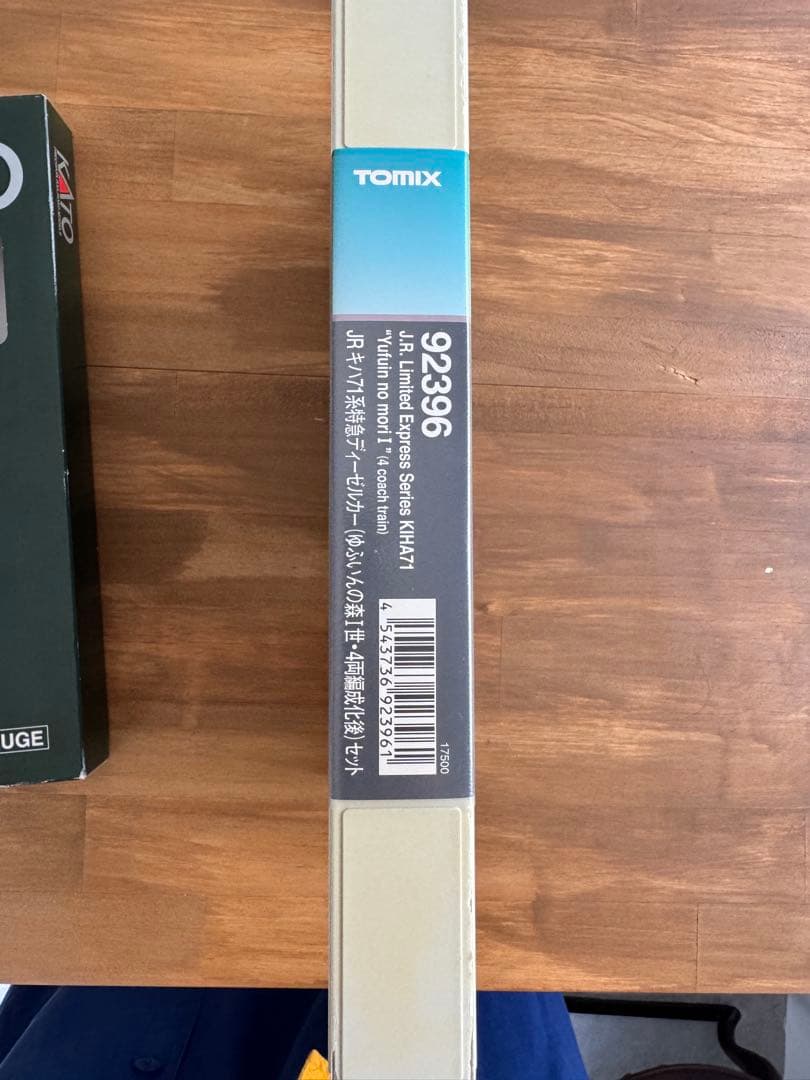 TOMIX
92396
J.R. Limited Express Series KIHA71
"Yufuin no mori I" (4 coach train)
JR キハ71系特急ディーゼルカー(ゆふいんの森I世・4両編成化後)セット
4 543736 923961
17500
KATO
UGE